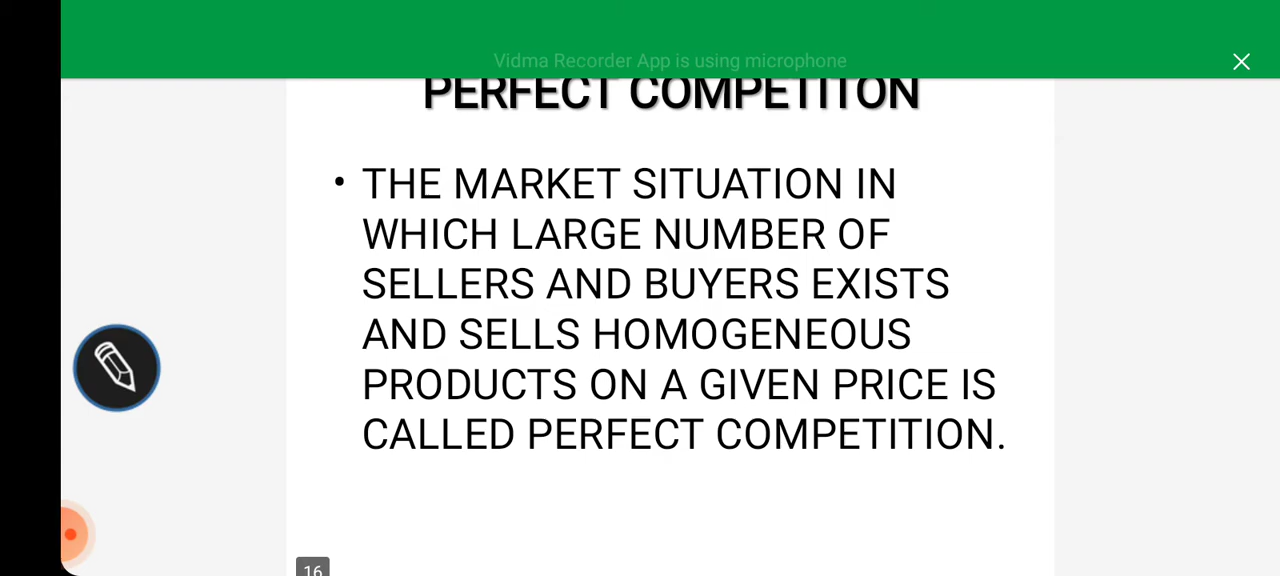 Vidma Recorder App is using microphone
PERFECT COMPETITON
• THE MARKET SITUATION IN
WHICH LARGE NUMBER OF
SELLERS AND BUYERS EXISTS
AND SELLS HOMOGENEOUS
PRODUCTS ON A GIVEN PRICE IS
CALLED PERFECT COMPETITION.
16